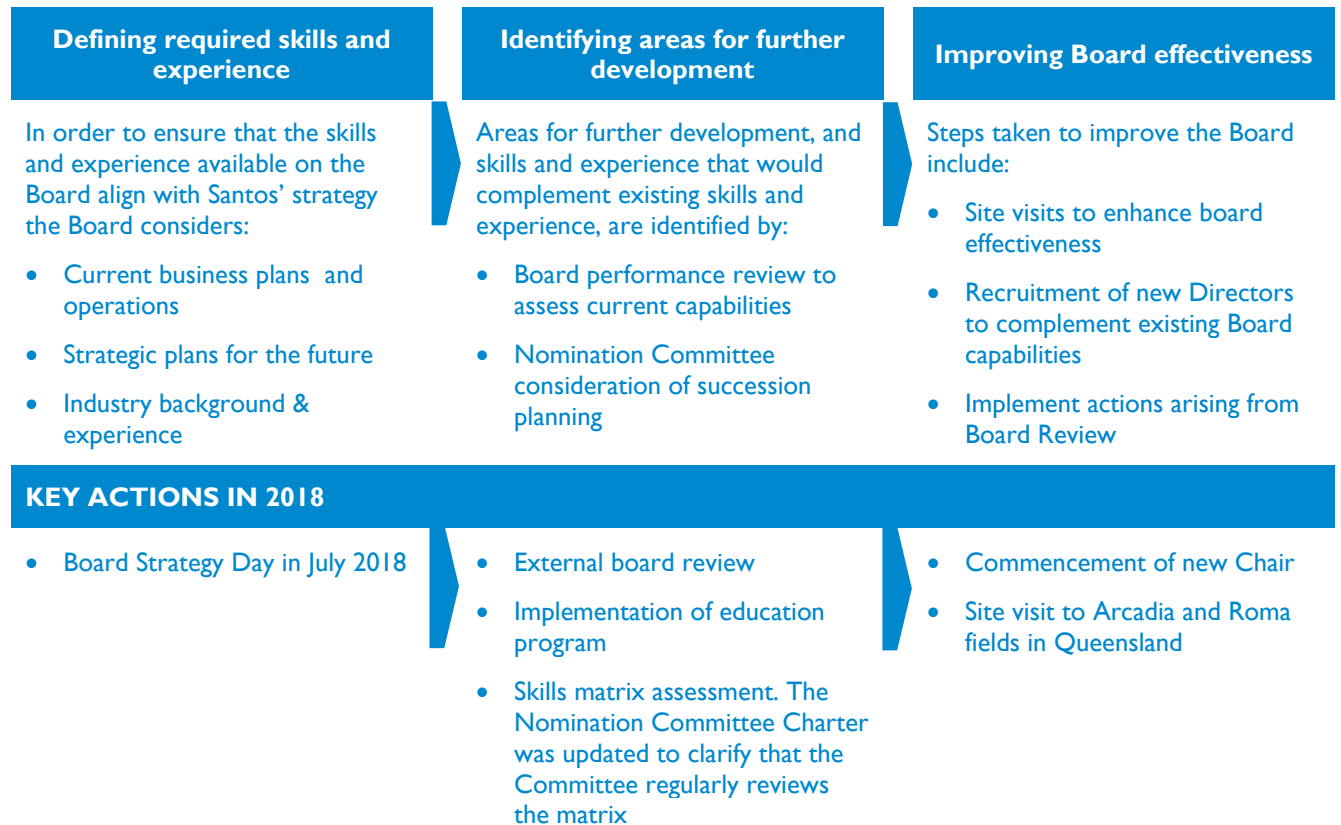 Defining required skills and
experience
Identifying areas for further
development
Improving Board effectiveness
In order to ensure that the skills
and experience available on the
Board align with Santos’ strategy
the Board considers:
• Current business plans and
operations
• Strategic plans for the future
• Industry background &
experience
Areas for further development, and
skills and experience that would
complement existing skills and
experience, are identified by:
• Board performance review to
assess current capabilities
• Nomination Committee
consideration of succession
planning
Steps taken to improve the Board
include:
• Site visits to enhance board
effectiveness
• Recruitment of new Directors
to complement existing Board
capabilities
• Implement actions arising from
Board Review
KEY ACTIONS IN 2018
• Board Strategy Day in July 2018
• External board review
• Implementation of education
program
• Skills matrix assessment. The
Nomination Committee Charter
was updated to clarify that the
Committee regularly reviews
the matrix
• Commencement of new Chair
• Site visit to Arcadia and Roma
fields in Queensland